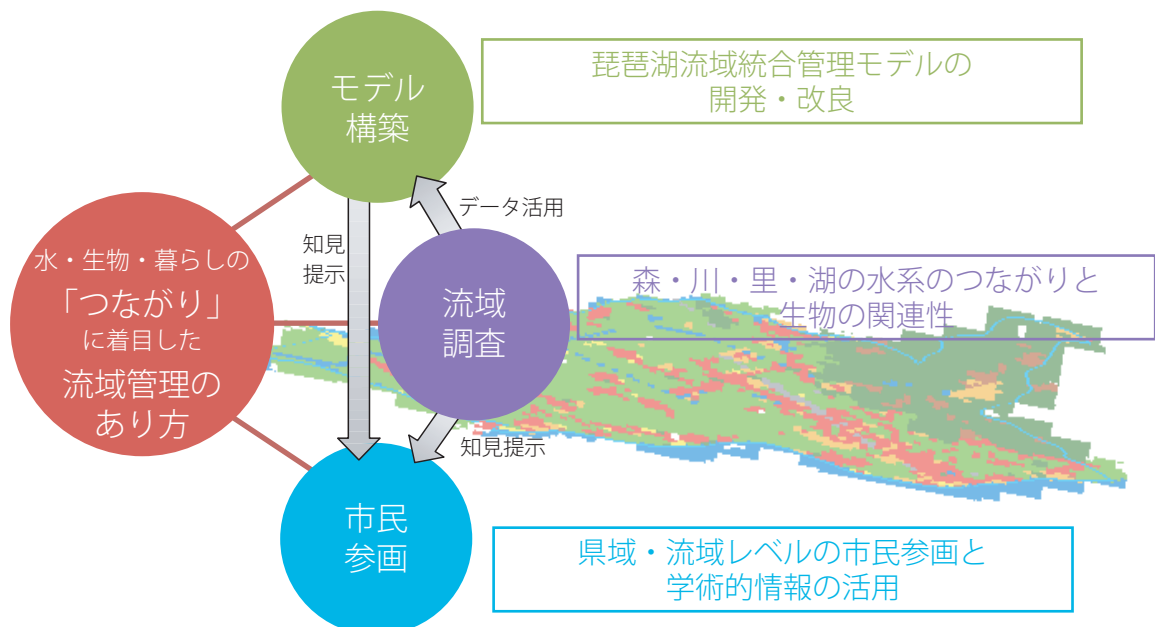 モデル
構築
琵琶湖流域統合管理モデルの
開発・改良
データ活用
知見
提示
水・生物・暮らしの
「つながり」
に着目した
流域管理の
あり方
流域
調査
森・川・里・湖の水系のつながりと
生物の関連性
知見提示
市民
参画
県域・流域レベルの市民参画と
学術的情報の活用